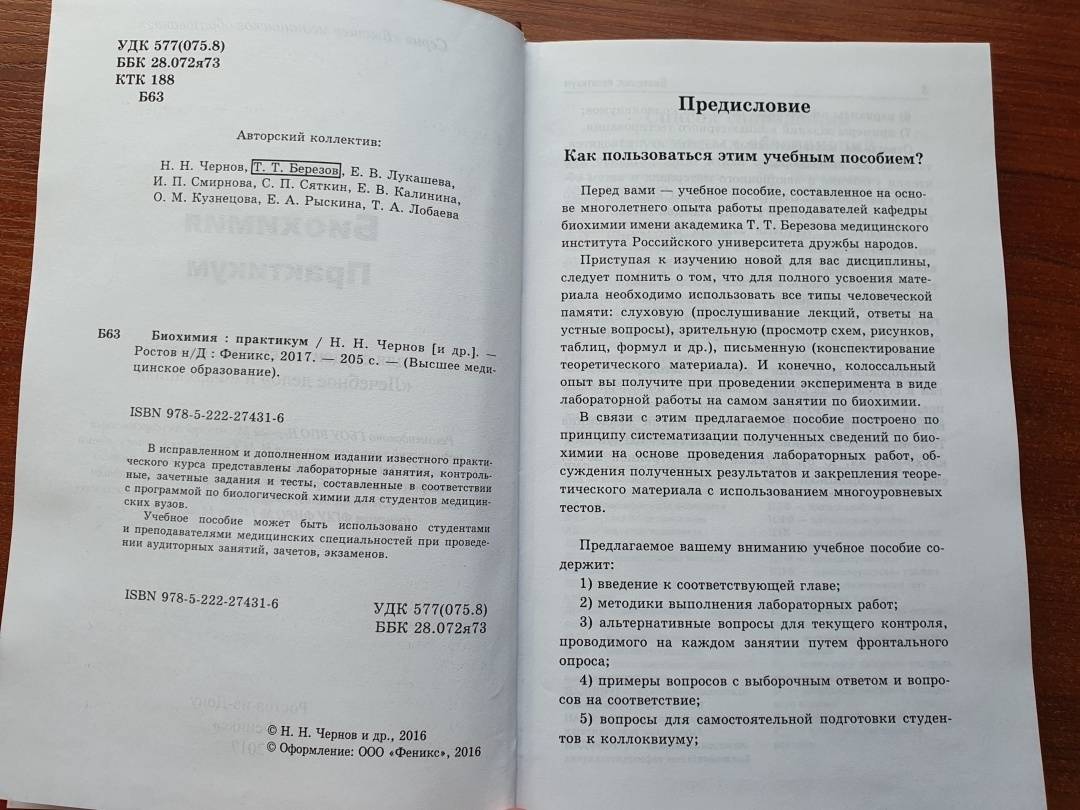 УДК 577(075.8)
ББК 28.072я73
КТК 188
Б63
Авторский коллектив:
Н. Н. Чернов, Т. Т. Березов, Е. В. Лукашева,
И. П. Смирнова, С. П. Сяткин, Е. В. Калинина,
О. М. Кузнецова, Е. А. Рыскина, Т. А. Лобаева
Б63 Биохимия : практикум / Н. Н. Чернов [и др.]. —
Ростов н/Д : Феникс, 2017. — 205 с. — (Высшее меди-
цинское образование).
ISBN 978-5-222-27431-6
В исправленном и дополненном издании известного практи-
ческого курса представлены лабораторные занятия, контроль-
ные, зачетные задания и тесты, составленные в соответствии
с программой по биологической химии для студентов медицин-
ских вузов.
Учебное пособие может быть использовано студентами
и преподавателями медицинских специальностей при проведе-
нии аудиторных занятий, зачетов, экзаменов.
ISBN 978-5-222-27431-6
УДК 577(075.8)
ББК 28.072я73
© Н. Н. Чернов и др., 2016
© Оформление: ООО «Феникс», 2016
Предисловие
Как пользоваться этим учебным пособием?
Перед вами — учебное пособие, составленное на осно-
ве многолетнего опыта работы преподавателей кафедры
биохимии имени академика Т. Т. Березова медицинского
института Российского университета дружбы народов.
Приступая к изучению новой для вас дисциплины,
следует помнить о том, что для полного усвоения мате-
риала необходимо использовать все типы человеческой
памяти: слуховую (прослушивание лекций, ответы на
устные вопросы), зрительную (просмотр схем, рисунков,
таблиц, формул и др.), письменную (конспектирование
теоретического материала). И конечно, колоссальный
опыт вы получите при проведении эксперимента в виде
лабораторной работы на самом занятии по биохимии.
В связи с этим предлагаемое пособие построено по
принципу систематизации полученных сведений по био-
химии на основе проведения лабораторных работ, об-
суждения полученных результатов и закрепления теоре-
тического материала с использованием многоуровневых
тестов.
Предлагаемое вашему вниманию учебное пособие со-
держит:
1) введение к соответствующей главе;
2) методики выполнения лабораторных работ;
3) альтернативные вопросы для текущего контроля,
проводимого на каждом занятии путем фронтального
опроса;
4) примеры вопросов с выборочным ответом и вопро-
сов на соответствие;
5) вопросы для самостоятельной подготовки студен-
тов к коллоквиуму;